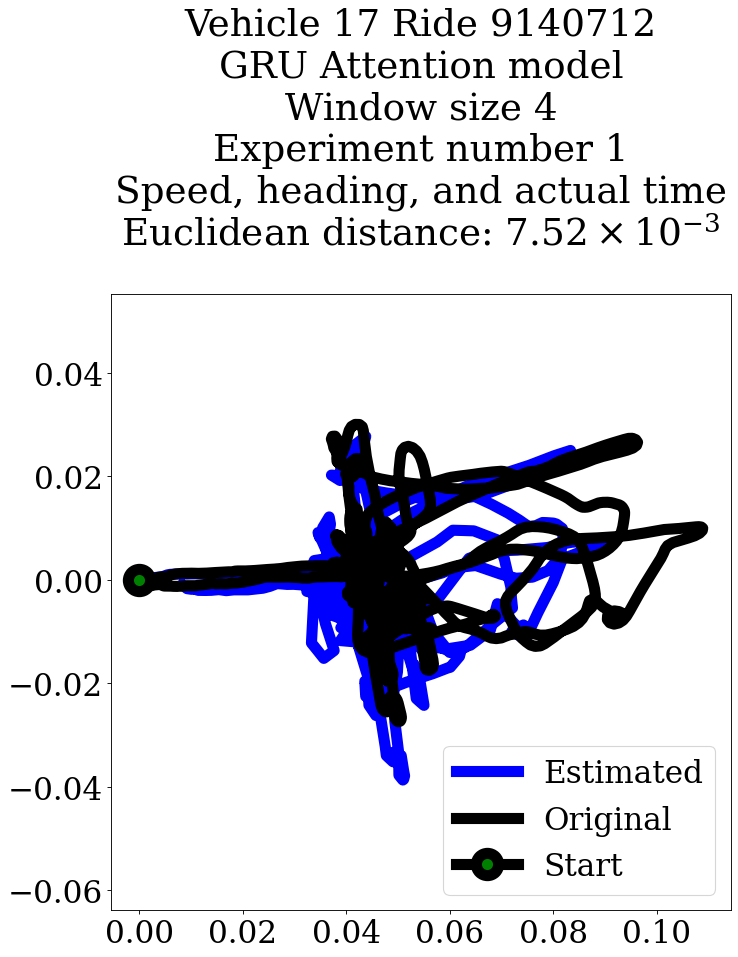 Vehicle 17 Ride 9140712
GRU Attention model
Window size 4
Experiment number 1
Speed, heading, and actual time
Euclidean distance: 7.52 × 10⁻³
0.04
0.02
0.00
−0.02
−0.04
−0.06
Estimated
Original
Start
0.00 0.02 0.04 0.06 0.08 0.10